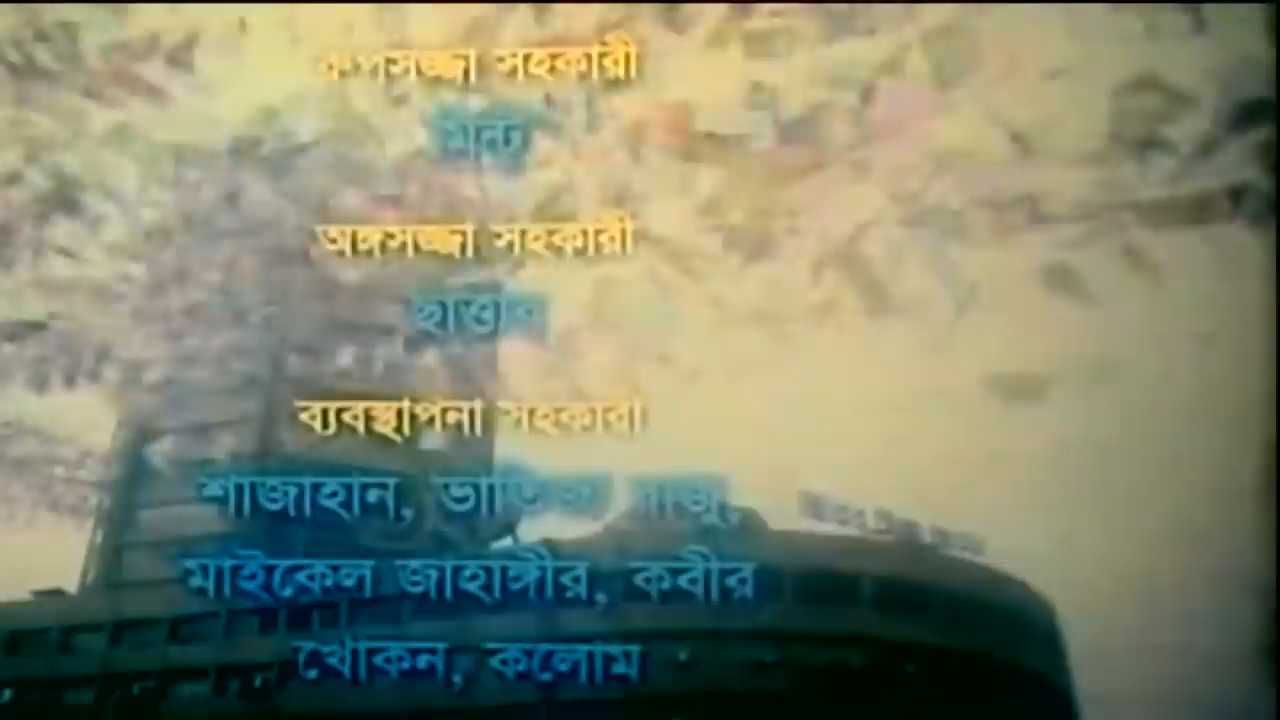 রূপসজ্জা সহকারী
অঙ্গসজ্জা সহকারী
ছাত্তার
ব্যবস্থাপনা সহকারী
শাজাহান, ভাতিজা রাজু,
মাইকেল জাহাঙ্গীর, কবীর
খোকন, কলোম